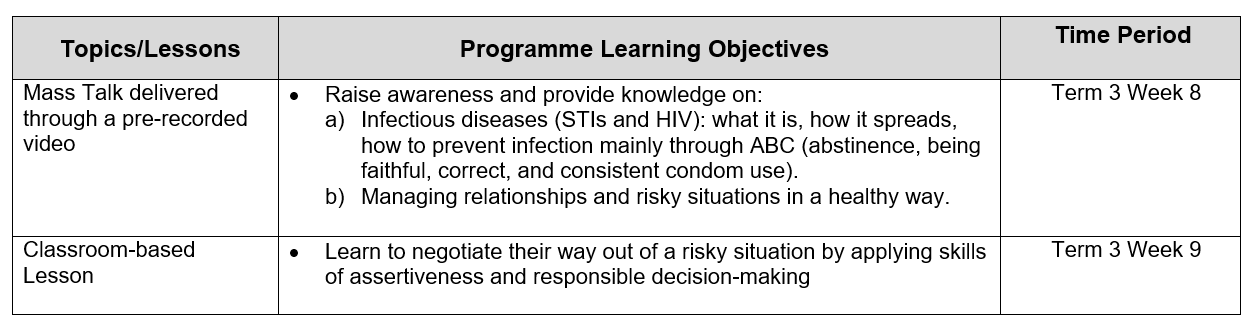 Topics/Lessons
Programme Learning Objectives
Time Period
Mass Talk delivered
through a pre-recorded
video
• Raise awareness and provide knowledge on:
a) Infectious diseases (STIs and HIV): what it is, how it spreads,
how to prevent infection mainly through ABC (abstinence, being
faithful, correct, and consistent condom use).
b) Managing relationships and risky situations in a healthy way.
Term 3 Week 8
Classroom-based
Lesson
• Learn to negotiate their way out of a risky situation by applying skills
of assertiveness and responsible decision-making
Term 3 Week 9